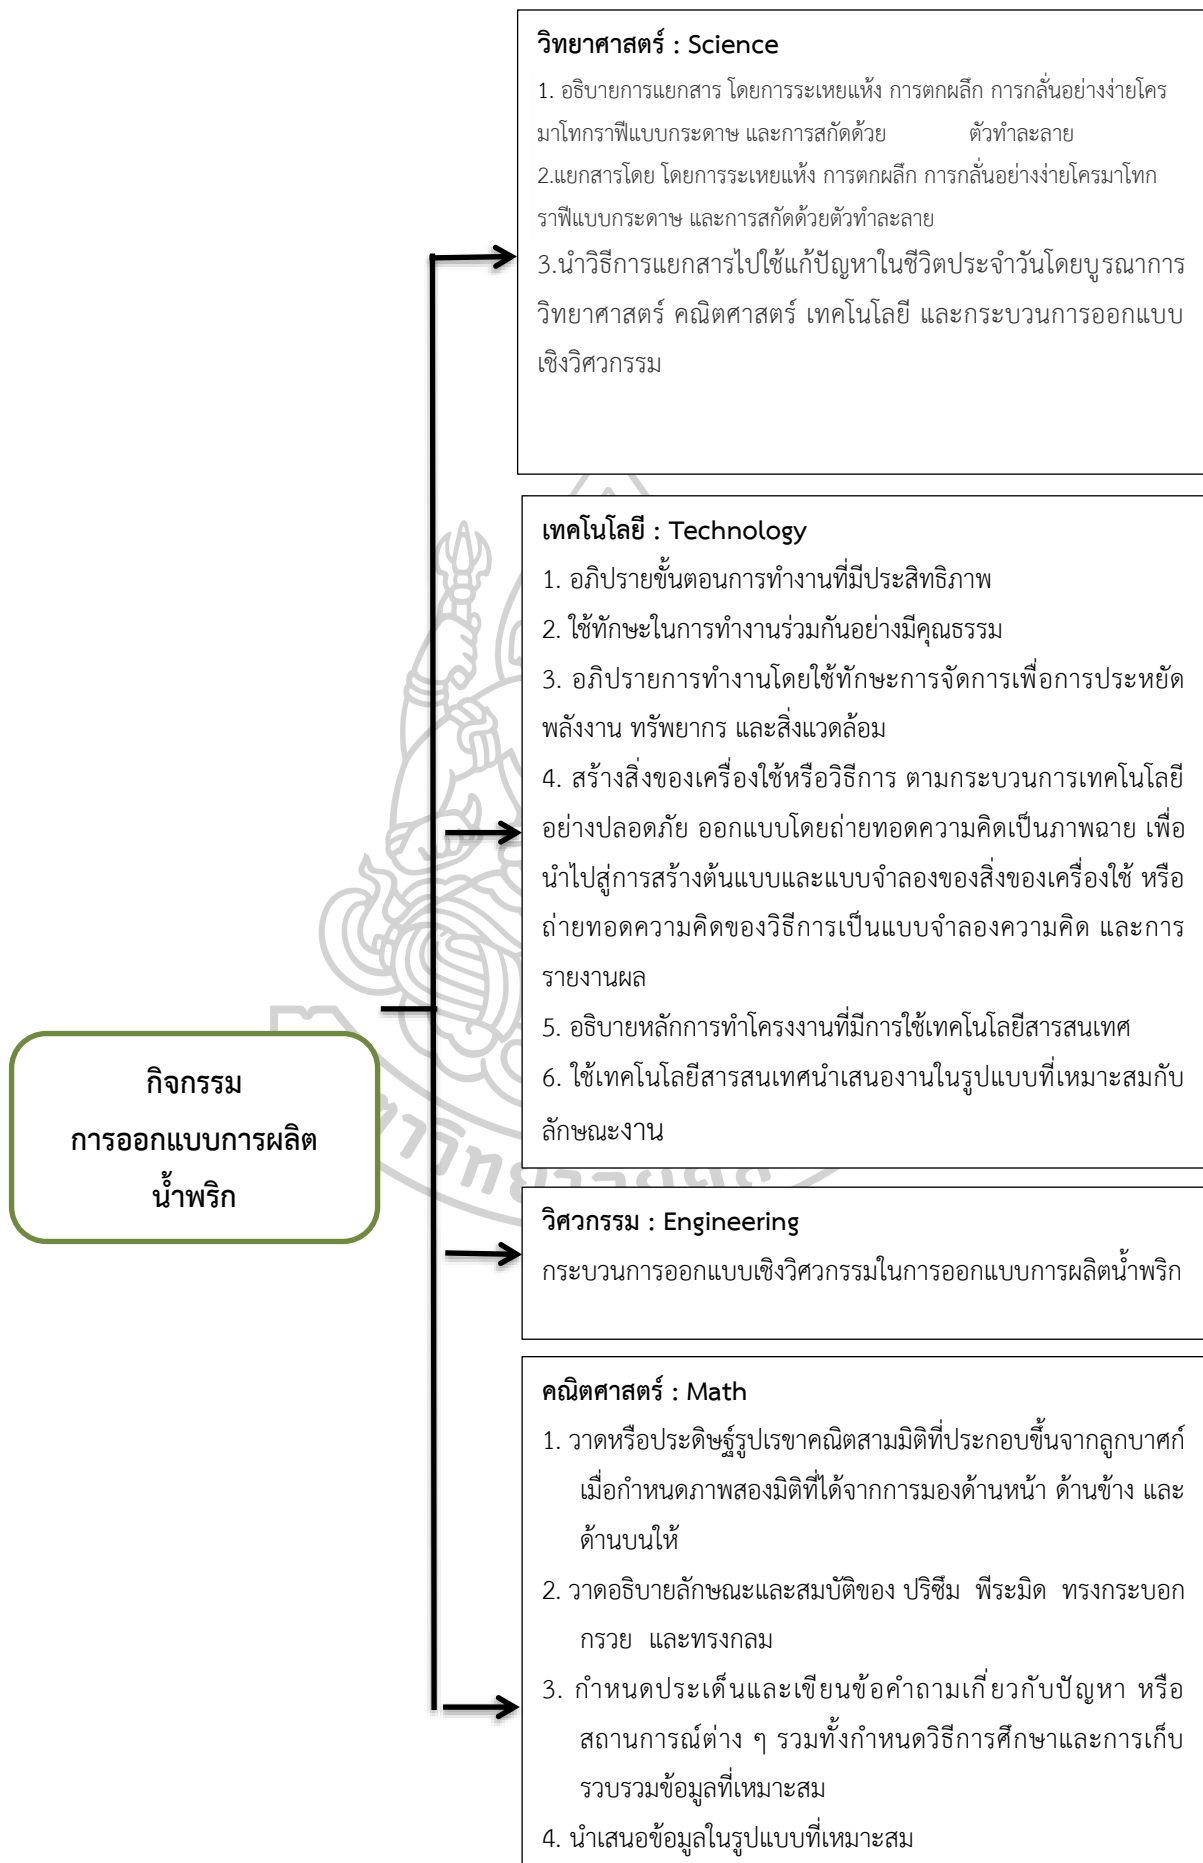 วิทยาศาสตร์ : Science
1. อธิบายการแยกสาร โดยการระเหยแห้ง การตกผลึก การกลั่นอย่างง่ายโคร
มาโทกราฟีแบบกระดาษ และการสกัดด้วย ตัวทำละลาย
2.แยกสารโดย โดยการระเหยแห้ง การตกผลึก การกลั่นอย่างง่ายโครมาโทก
ราฟีแบบกระดาษ และการสกัดด้วยตัวทำละลาย
3.นำวิธีการแยกสารไปใช้แก้ปัญหาในชีวิตประจำวันโดยบูรณาการ
วิทยาศาสตร์ คณิตศาสตร์ เทคโนโลยี และกระบวนการออกแบบ
เชิงวิศวกรรม
เทคโนโลยี : Technology
1. อภิปรายขั้นตอนการทำงานที่มีประสิทธิภาพ
2. ใช้ทักษะในการทำงานร่วมกันอย่างมีคุณธรรม
3. อภิปรายการทำงานโดยใช้ทักษะการจัดการเพื่อการประหยัด
พลังงาน ทรัพยากร และสิ่งแวดล้อม
4. สร้างสิ่งของเครื่องใช้หรือวิธีการ ตามกระบวนการเทคโนโลยี
อย่างปลอดภัย ออกแบบโดยถ่ายทอดความคิดเป็นภาพฉาย เพื่อ
นำไปสู่การสร้างต้นแบบและแบบจำลองของสิ่งของเครื่องใช้ หรือ
ถ่ายทอดความคิดของวิธีการเป็นแบบจำลองความคิด และการ
รายงานผล
5. อธิบายหลักการทำโครงงานที่มีการใช้เทคโนโลยีสารสนเทศ
6. ใช้เทคโนโลยีสารสนเทศนำเสนองานในรูปแบบที่เหมาะสมกับ
ลักษณะงาน
กิจกรรม
การออกแบบการผลิต
น้ำพริก
วิศวกรรม : Engineering
กระบวนการออกแบบเชิงวิศวกรรมในการออกแบบการผลิตน้ำพริก
คณิตศาสตร์ : Math
1. วาดหรือประดิษฐ์รูปเรขาคณิตสามมิติที่ประกอบขึ้นจากลูกบาศก์
เมื่อกำหนดภาพสองมิติที่ได้จากการมองด้านหน้า ด้านข้าง และ
ด้านบนให้
2. วาดอธิบายลักษณะและสมบัติของ ปริซึม พีระมิด ทรงกระบอก
กรวย และทรงกลม
3. กำหนดประเด็นและเขียนข้อคำถามเกี่ยวกับปัญหา หรือ
สถานการณ์ต่าง ๆ รวมทั้งกำหนดวิธีการศึกษาและการเก็บ
รวบรวมข้อมูลที่เหมาะสม
4. นำเสนอข้อมูลในรูปแบบที่เหมาะสม